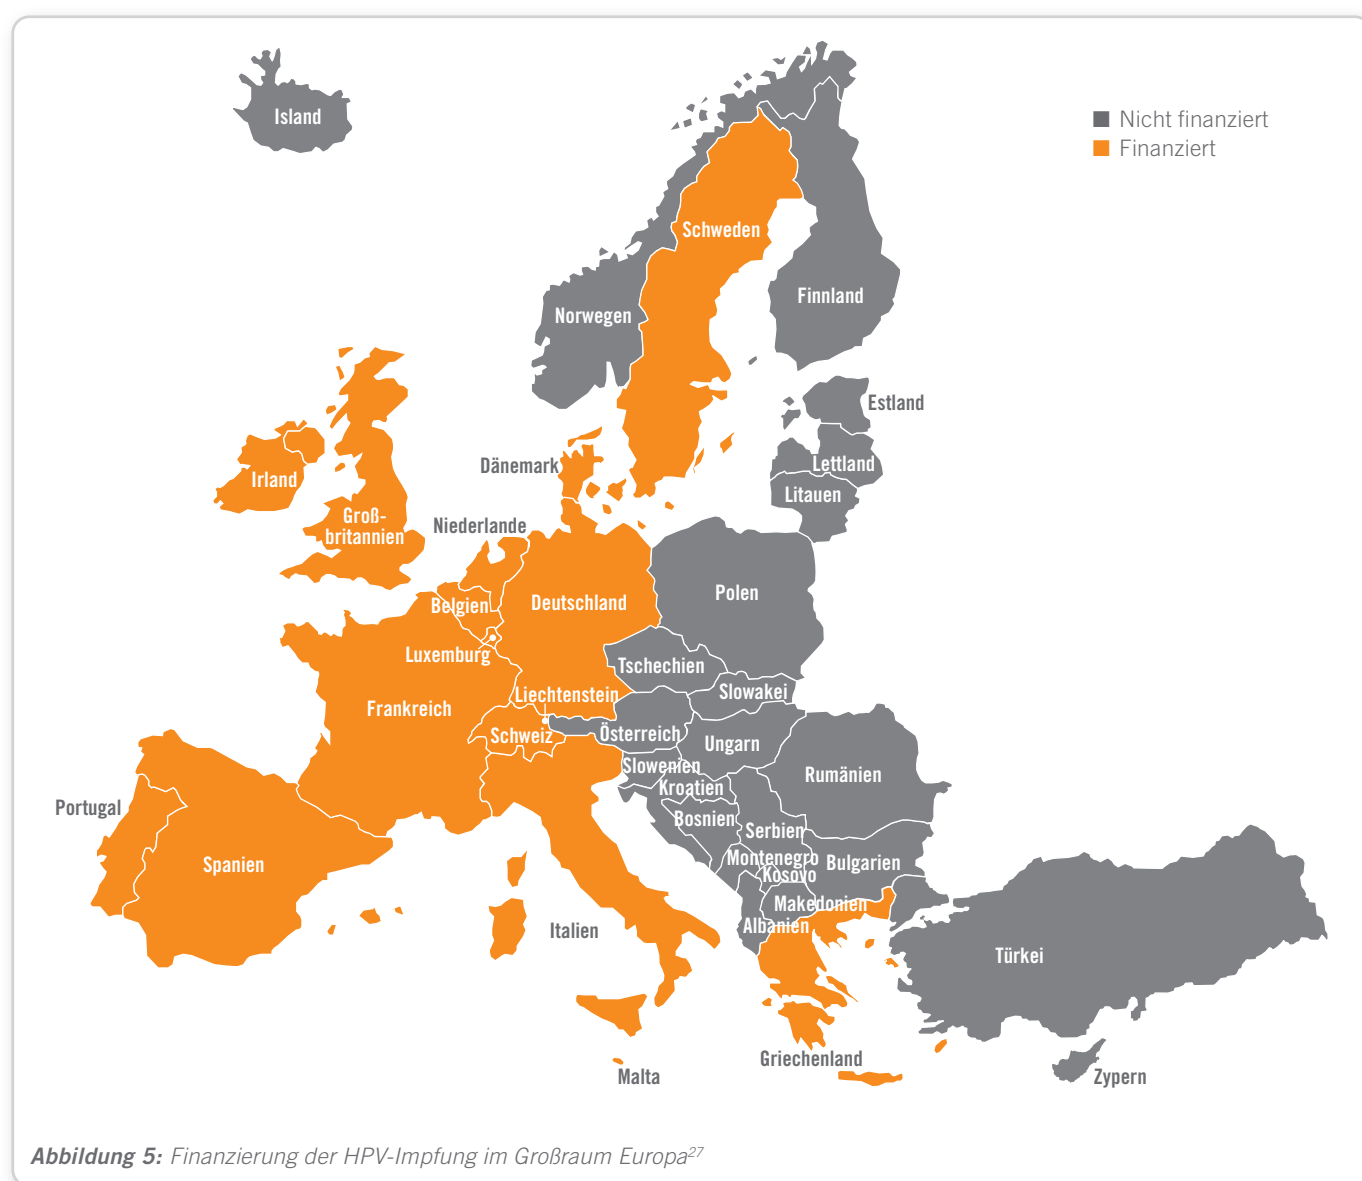 Island
Nicht finanziert
Finanziert
Schweden
Finnland
Norwegen
Estland
Lettland
Litauen
Dänemark
Irland
Groß-
britannien
Niederlande
Polen
Belgien
Deutschland
Luxemburg
Tschechien
Slowakei
Liechtenstein
Frankreich
Schweiz
Österreich
Ungarn
Slowenien
Rumänien
Kroatien
Portugal
Bosnien
Serbien
Spanien
Montenegro
Bulgarien
Kosovo
Makedonien
Albanien
Italien
Türkei
Griechenland
Malta
Zypern
Abbildung 5: Finanzierung der HPV-Impfung im Großraum Europa27